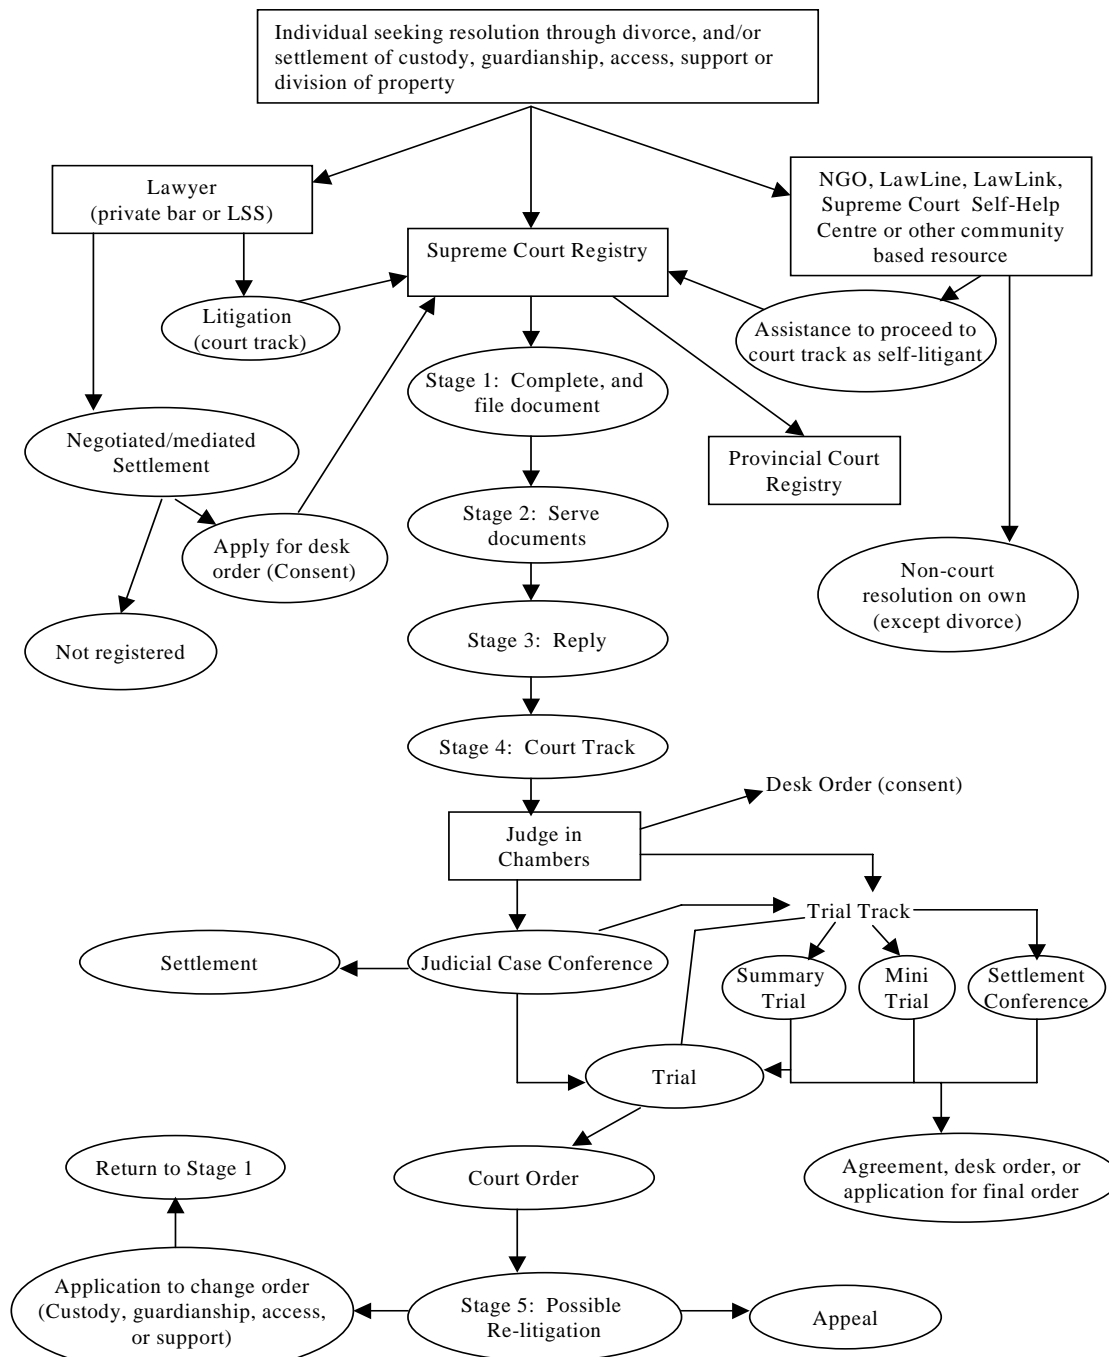 Individual seeking resolution through divorce, and/or
settlement of custody, guardianship, access, support or
division of property
Lawyer
(private bar or LSS)
NGO, LawLine, LawLink,
Supreme Court Self-Help
Centre or other community
based resource
Supreme Court Registry
Litigation
(court track)
Assistance to proceed to
court track as self-litigant
Stage 1: Complete, and
file document
Negotiated/mediated
Settlement
Provincial Court
Registry
Stage 2: Serve
documents
Apply for desk
order (Consent)
Non-court
resolution on own
(except divorce)
Not registered
Stage 3: Reply
Stage 4: Court Track
Desk Order (consent)
Judge in
Chambers
Trial Track
Settlement
Judicial Case Conference
Summary
Trial
Mini
Trial
Settlement
Conference
Trial
Return to Stage 1
Court Order
Agreement, desk order, or
application for final order
Application to change order
(Custody, guardianship, access,
or support)
Stage 5: Possible
Re-litigation
Appeal